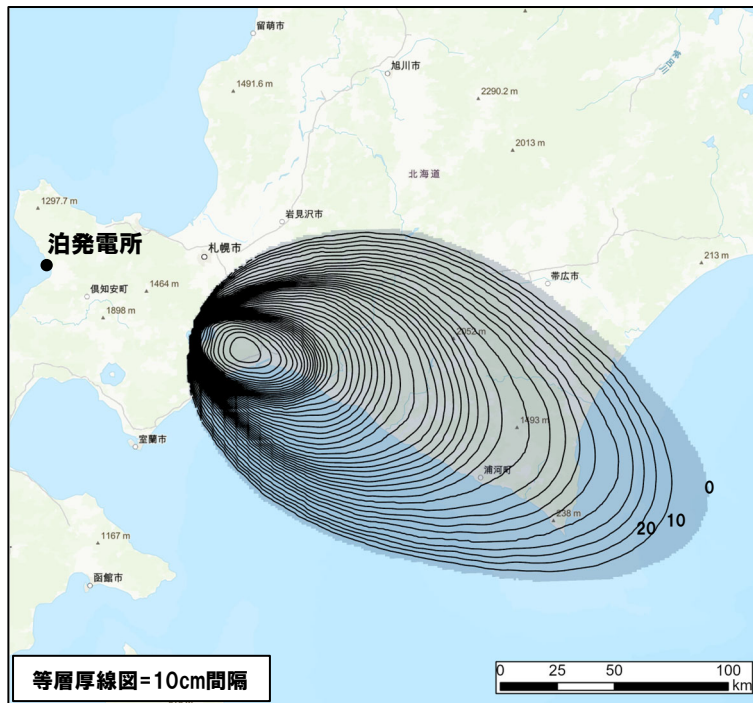 留萌市
旭川市
1491.6 m
2290.2 m
2013 m
北海道
1297.7 m
岩見沢市
泊発電所
札幌市
213 m
帯広市
倶知安町
1464 m
1898 m
2052 m
1493 m
室蘭市
浦河町
0
10
20
238 m
1167 m
函館市
等層厚線図=10cm間隔
0 25 50 100
km